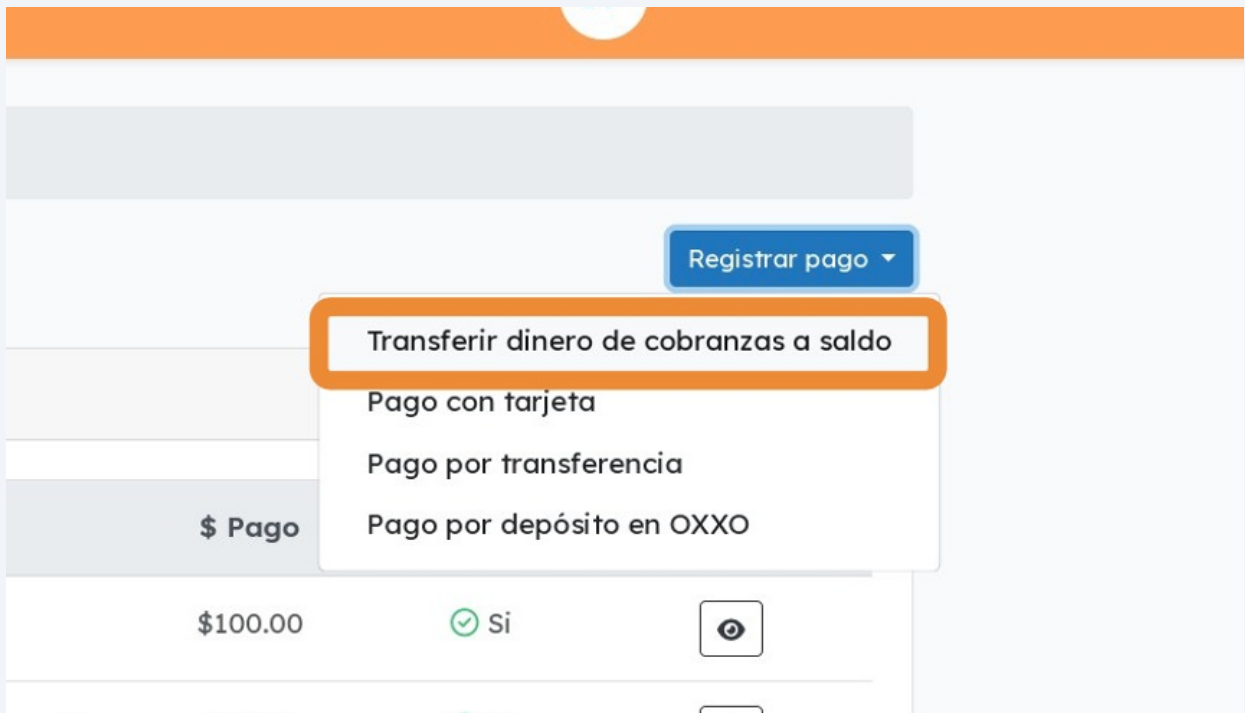 Registrar pago
Transferir dinero de cobranzas a saldo
Pago con tarjeta
Pago por transferencia
Pago por depósito en OXXO
$ Pago
$100.00 Si